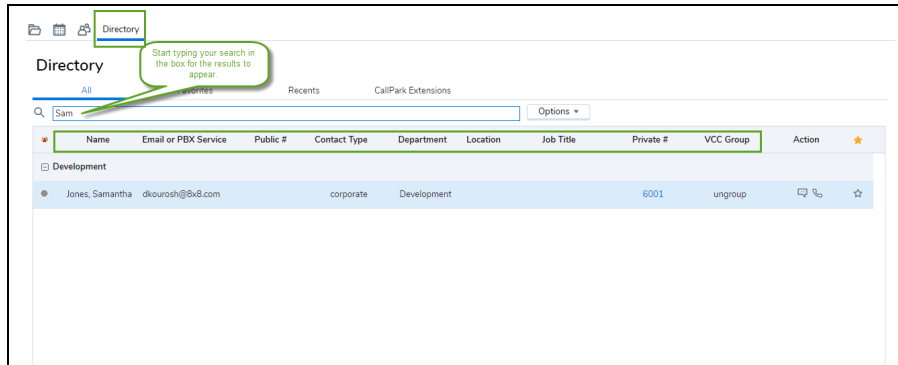 Directory
Start typing your search in
the box for the results to
appear.
Directory
All Favorites Recents CallPark Extensions
Sam Options
Name Email or PBX Service Public # Contact Type Department Location Job Title Private # VCC Group Action
Development
Jones, Samantha dkourosh@8x8.com corporate Development 6001 ungroup